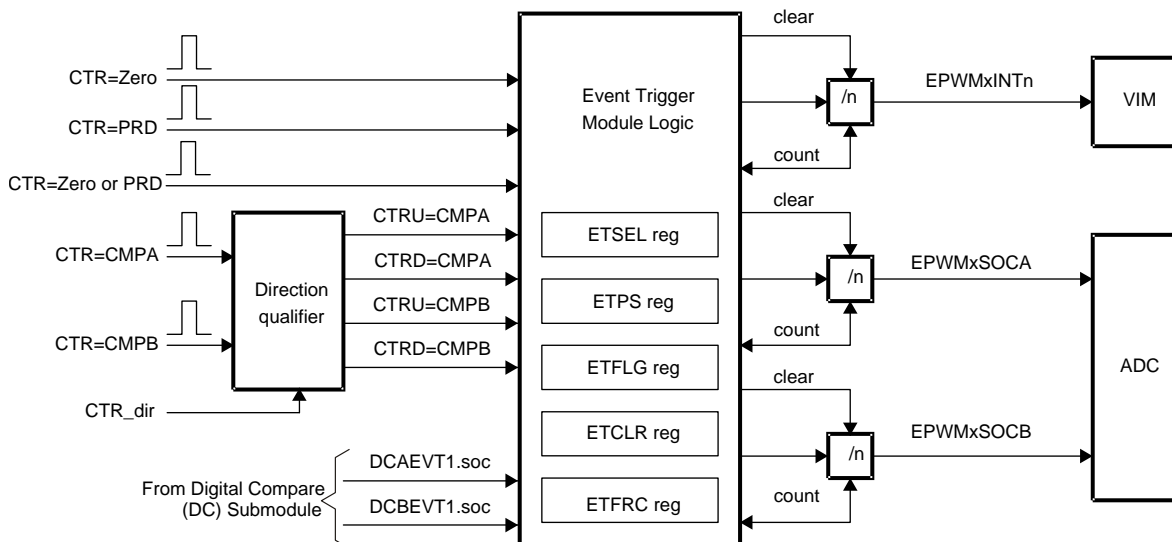 CTR=Zero
CTR=PRD
CTR=Zero or PRD
CTR=CMPA
CTR=CMPB
CTR_dir
Direction
qualifier
CTRU=CMPA
CTRD=CMPA
CTRU=CMPB
CTRD=CMPB
From Digital Compare
(DC) Submodule
DCAEVT1.soc
DCBEVT1.soc
Event Trigger
Module Logic
ETSEL reg
ETPS reg
ETFLG reg
ETCLR reg
ETFRC reg
clear
/n
count
EPWMxINTn
VIM
clear
/n
count
EPWMxSOCA
clear
/n
count
EPWMxSOCB
ADC